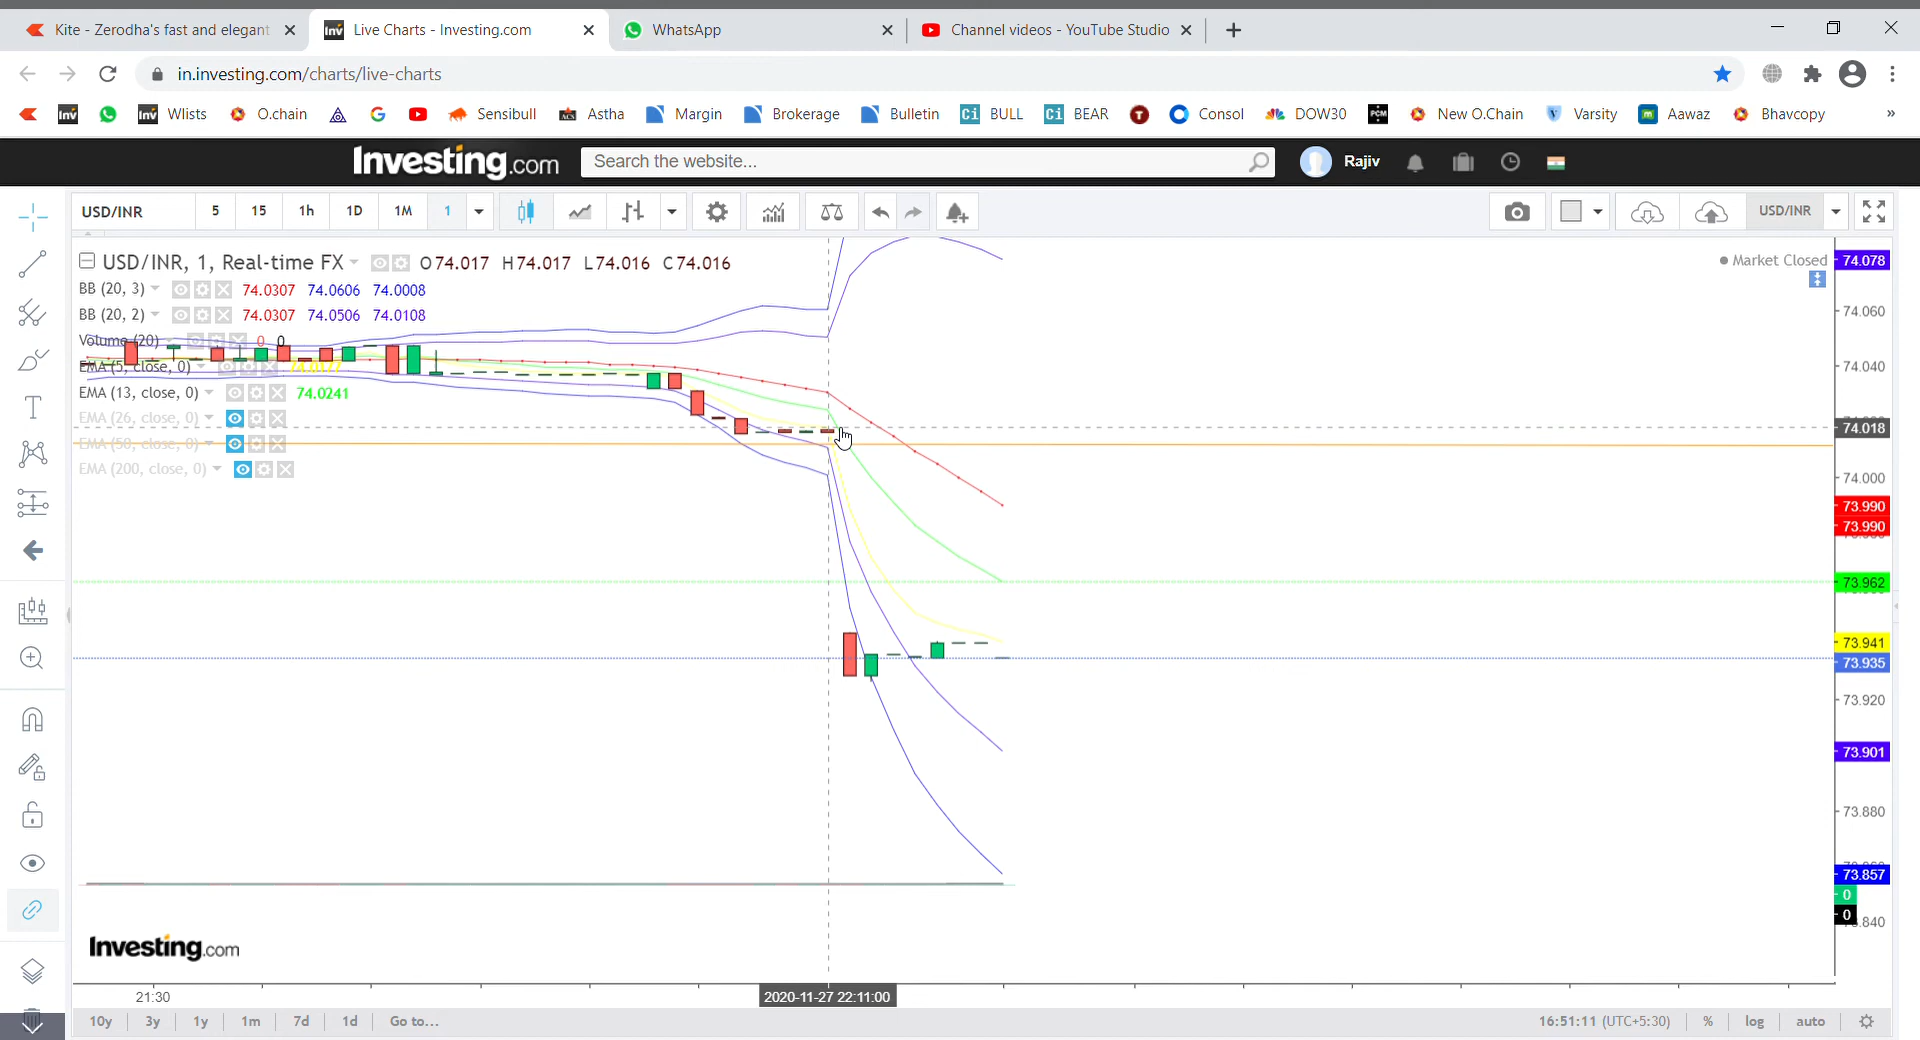 Kite - Zerodha's fast and elegant
Live Charts - Investing.com
WhatsApp
Channel videos - YouTube Studio
in.investing.com/charts/live-charts
Wlists
O.chain
Sensibull
Astha
Margin
Brokerage
Bulletin
BULL
BEAR
Consol
DOW30
New O.Chain
Varsity
Aawaz
Bhavcopy
»
Investing.com
Search the website...
Rajiv
USD/INR
5
15
1h
1D
1M
1
USD/INR
USD/INR, 1, Real-time FX O74.017 H74.017 L74.016 C74.016
Market Closed
BB (20, 3) 74.0307 74.0606 74.0008
BB (20, 2) 74.0307 74.0506 74.0108
Volume (20) 0 0
EMA (5, close, 0) 74.0177
EMA (13, close, 0) 74.0241
EMA (26, close, 0)
EMA (50, close, 0)
EMA (200, close, 0)
74.078
74.060
74.040
74.018
74.000
73.990
73.990
73.962
73.941
73.935
73.920
73.901
73.880
73.857
0
0
Investing.com
21:30
2020-11-27 22:11:00
10y
3y
1y
1m
7d
1d
Go to...
16:51:11 (UTC+5:30)
%
log
auto